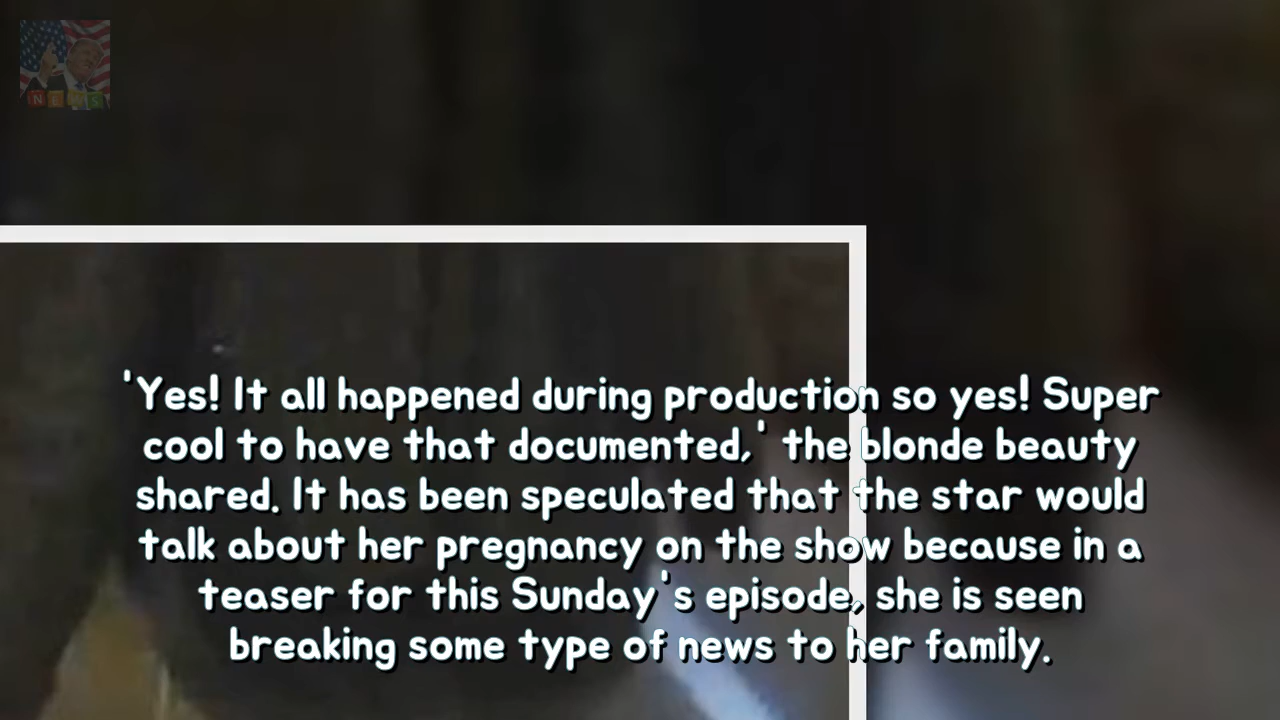 NEWS
'Yes! It all happened during production so yes! Super
cool to have that documented,' the blonde beauty
shared. It has been speculated that the star would
talk about her pregnancy on the show because in a
teaser for this Sunday's episode, she is seen
breaking some type of news to her family.